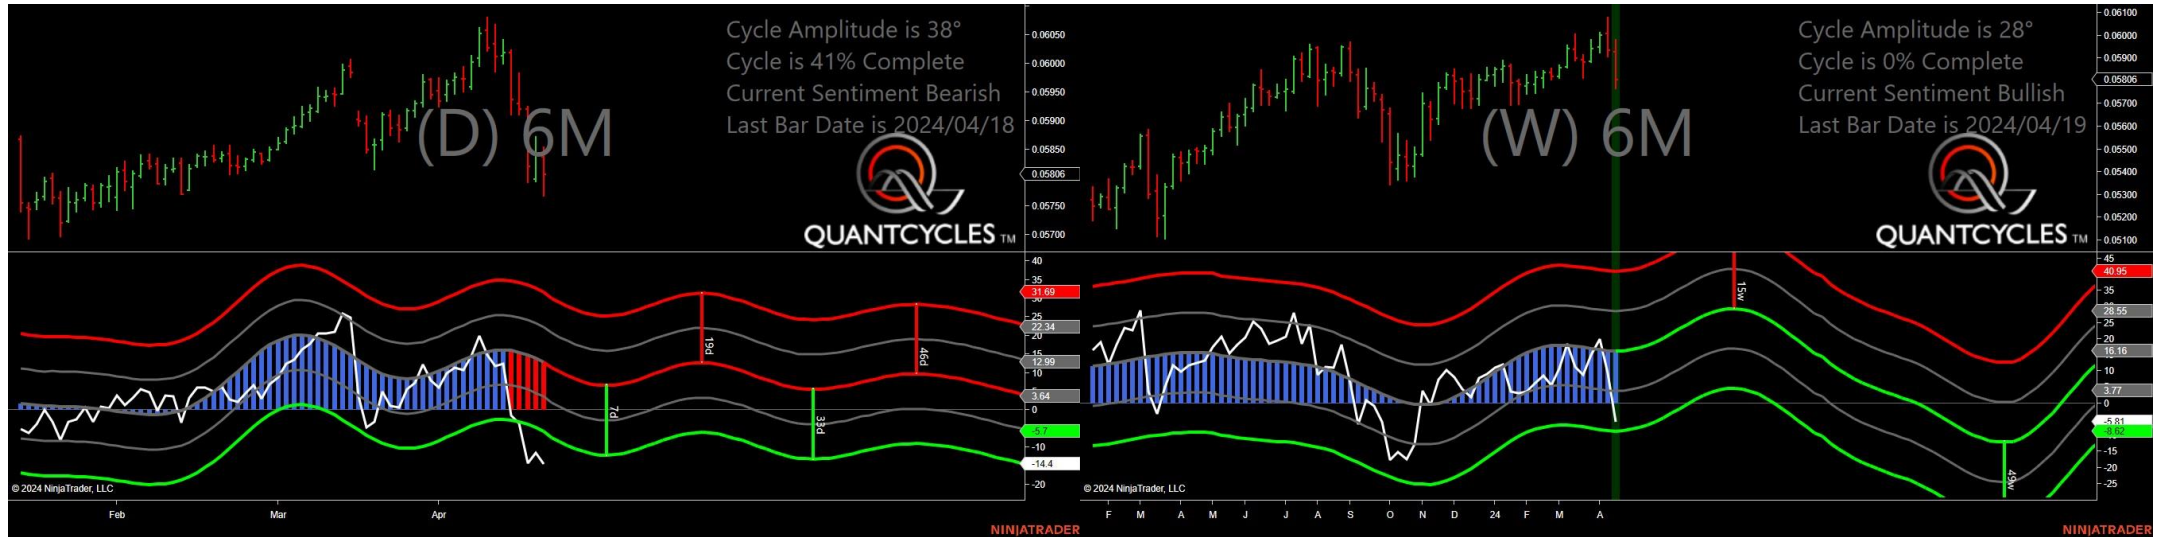 Cycle Amplitude is 38°
Cycle is 41% Complete
Current Sentiment Bearish
Last Bar Date is 2024/04/18
(D) 6M
QUANTCYCLES TM
0.06050
0.06000
0.05950
0.05900
0.05850
0.05806
0.05750
0.05700
40
35
31.69
25
22.34
20
15
12.99
10
3.64
0
-5.7
-10
-14.4
-20
19d
46d
7d
33d
© 2024 NinjaTrader, LLC
Feb Mar Apr
NINJATRADER
Cycle Amplitude is 28°
Cycle is 0% Complete
Current Sentiment Bullish
Last Bar Date is 2024/04/19
(W) 6M
QUANTCYCLES TM
0.06100
0.06000
0.05900
0.05806
0.05700
0.05600
0.05500
0.05400
0.05300
0.05200
0.05100
45
40.95
35
28.55
25
20
16.16
10
3.77
0
-5.81
-8.62
-15
-20
-25
15w
49w
© 2024 NinjaTrader, LLC
F M A M J J A S O N D 24 F M A
NINJATRADER